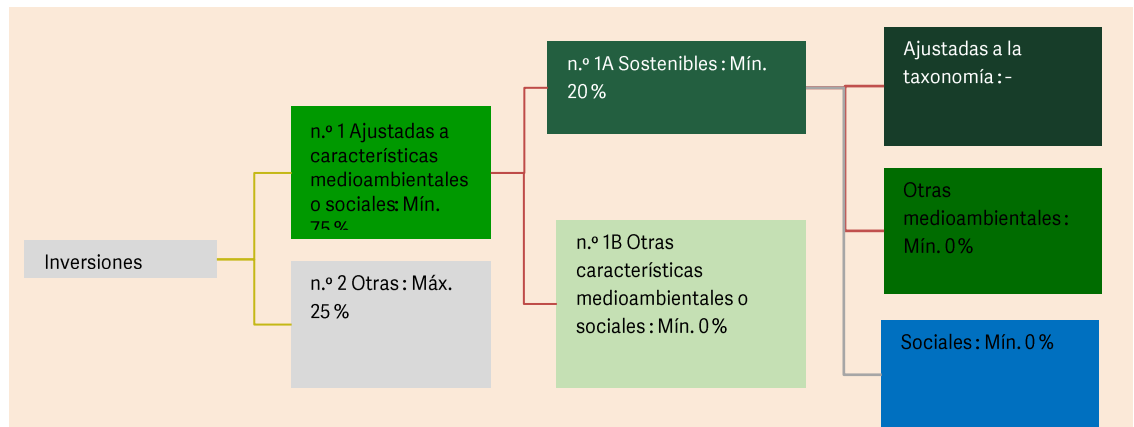 Inversiones
n.º 1 Ajustadas a
características
medioambientales
o sociales: Mín.
75 %
n.º 2 Otras : Máx.
25 %
n.º 1A Sostenibles : Mín.
20 %
n.º 1B Otras
características
medioambientales o
sociales : Mín. 0 %
Ajustadas a la
taxonomía : -
Otras
medioambientales :
Mín. 0 %
Sociales : Mín. 0 %